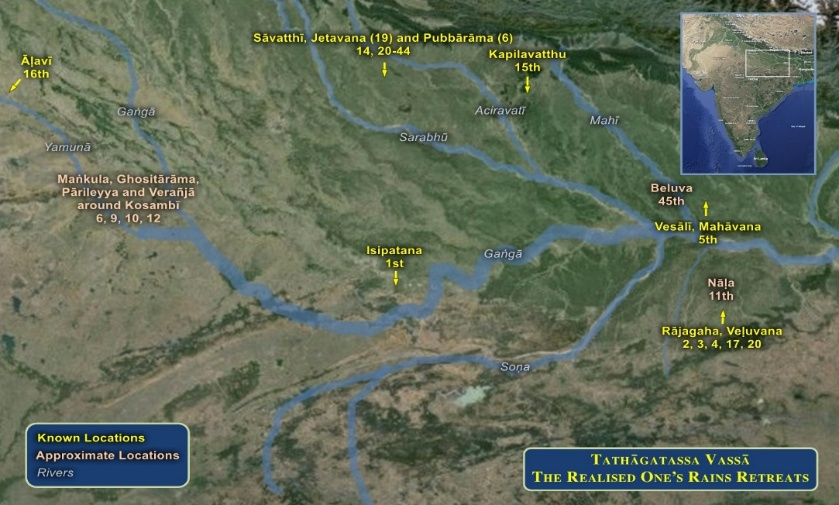 Sāvatthī, Jetavana (19) and Pubbārāma (6)
14, 20-44
Kapilavatthu
15th
Āḷavī
16th
Gaṅgā
Aciravatī
Mahī
Sarabhū
Yamunā
Maṅkula, Ghositārāma,
Pārileyya and Verañjā
around Kosambī
6, 9, 10, 12
Beluva
45th
Vesālī, Mahāvana
5th
Isipatana
1st
Gaṅgā
Nāḷa
11th
Rājagaha, Veḷuvana
2, 3, 4, 17, 20
Soṇa
Known Locations
Approximate Locations
Rivers
Tathāgatassa Vassā
The Realised One's Rains Retreats